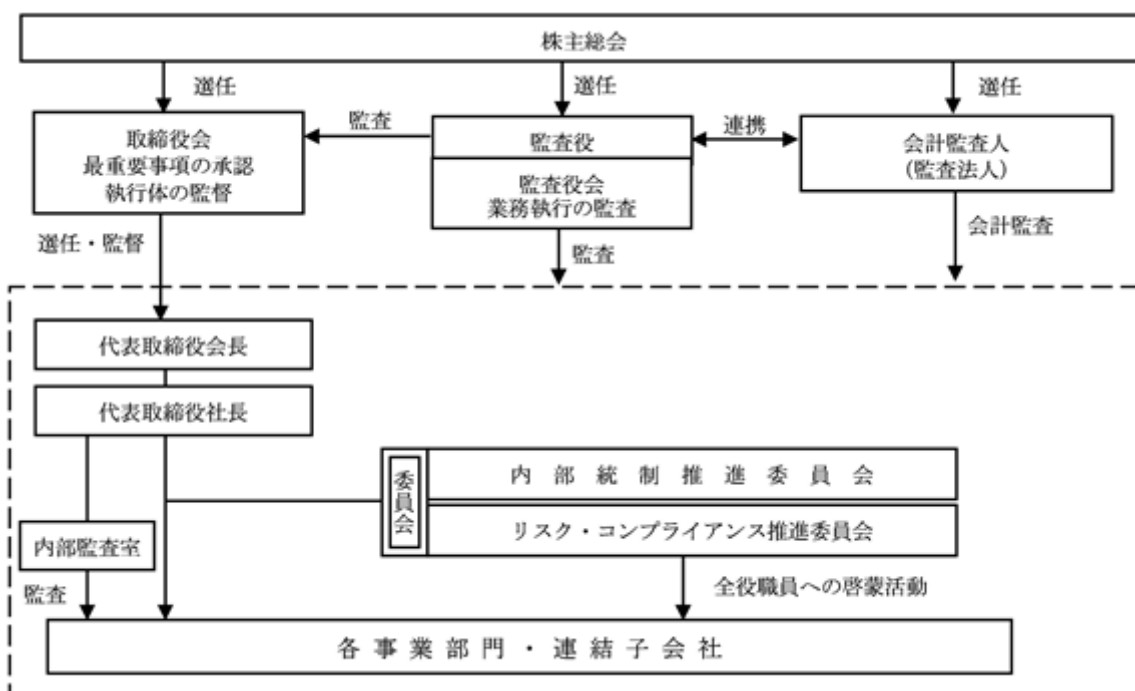 株主総会
選任
選任
選任
取締役会
最重要事項の承認
執行体の監督
監査
監査役
監査役会
業務執行の監査
連携
会計監査人
(監査法人)
選任・監督
監査
会計監査
代表取締役会長
代表取締役社長
委員会
内部統制推進委員会
リスク・コンプライアンス推進委員会
内部監査室
監査
全役職員への啓蒙活動
各事業部門・連結子会社